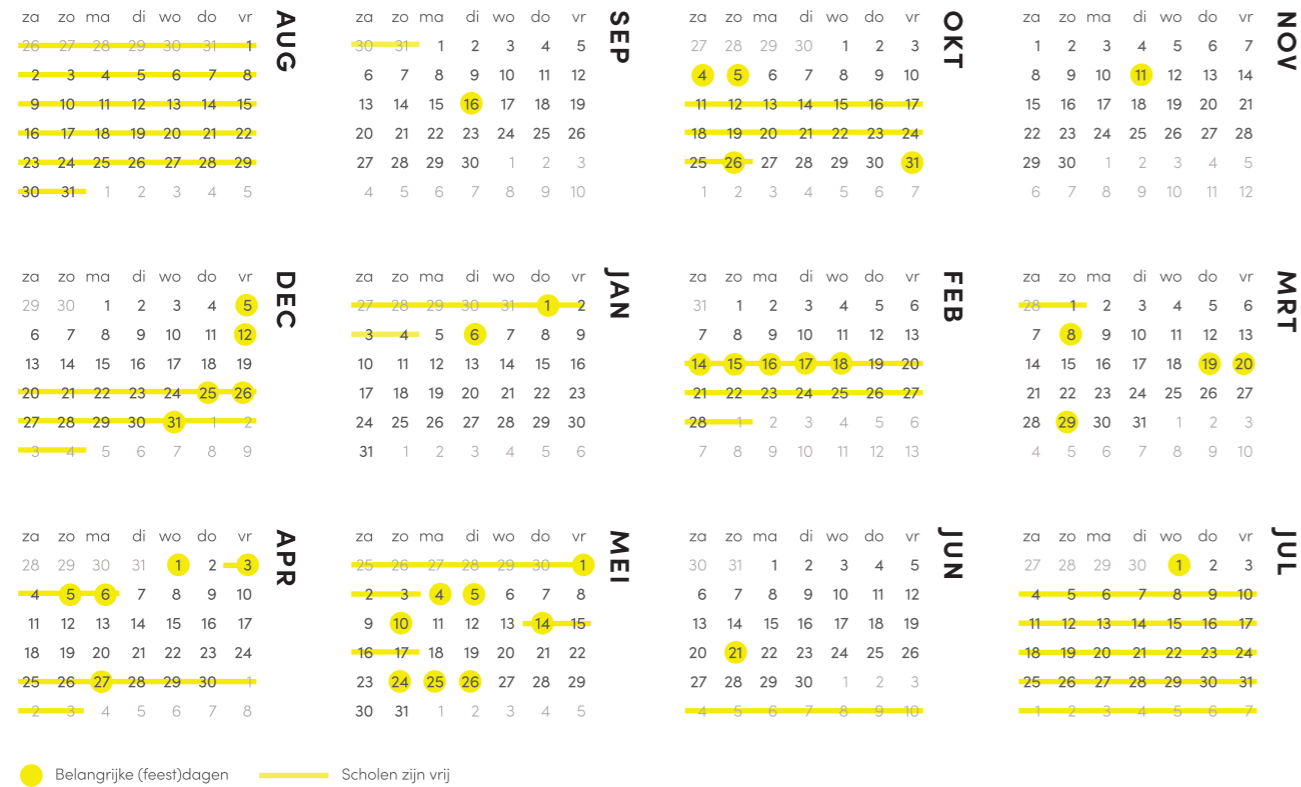 AUG
za zo ma di wo do vr
26 27 28 29 30 31 1
2 3 4 5 6 7 8
9 10 11 12 13 14 15
16 17 18 19 20 21 22
23 24 25 26 27 28 29
30 31 1 2 3 4 5
SEP
za zo ma di wo do vr
30 31 1 2 3 4 5
6 7 8 9 10 11 12
13 14 15 16 17 18 19
20 21 22 23 24 25 26
27 28 29 30 1 2 3
4 5 6 7 8 9 10
OKT
za zo ma di wo do vr
27 28 29 30 1 2 3
4 5 6 7 8 9 10
11 12 13 14 15 16 17
18 19 20 21 22 23 24
25 26 27 28 29 30 31
1 2 3 4 5 6 7
NOV
za zo ma di wo do vr
1 2 3 4 5 6 7
8 9 10 11 12 13 14
15 16 17 18 19 20 21
22 23 24 25 26 27 28
29 30 1 2 3 4 5
6 7 8 9 10 11 12
DEC
za zo ma di wo do vr
29 30 1 2 3 4 5
6 7 8 9 10 11 12
13 14 15 16 17 18 19
20 21 22 23 24 25 26
27 28 29 30 31 1 2
3 4 5 6 7 8 9
JAN
za zo ma di wo do vr
27 28 29 30 31 1 2
3 4 5 6 7 8 9
10 11 12 13 14 15 16
17 18 19 20 21 22 23
24 25 26 27 28 29 30
31 1 2 3 4 5 6
FEB
za zo ma di wo do vr
31 1 2 3 4 5 6
7 8 9 10 11 12 13
14 15 16 17 18 19 20
21 22 23 24 25 26 27
28 1 2 3 4 5 6
7 8 9 10 11 12 13
MRT
za zo ma di wo do vr
28 1 2 3 4 5 6
7 8 9 10 11 12 13
14 15 16 17 18 19 20
21 22 23 24 25 26 27
28 29 30 31 1 2 3
4 5 6 7 8 9 10
APR
za zo ma di wo do vr
28 29 30 31 1 2 3
4 5 6 7 8 9 10
11 12 13 14 15 16 17
18 19 20 21 22 23 24
25 26 27 28 29 30 1
2 3 4 5 6 7 8
MEI
za zo ma di wo do vr
25 26 27 28 29 30 1
2 3 4 5 6 7 8
9 10 11 12 13 14 15
16 17 18 19 20 21 22
23 24 25 26 27 28 29
30 31 1 2 3 4 5
JUN
za zo ma di wo do vr
30 31 1 2 3 4 5
6 7 8 9 10 11 12
13 14 15 16 17 18 19
20 21 22 23 24 25 26
27 28 29 30 1 2 3
4 5 6 7 8 9 10
JUL
za zo ma di wo do vr
27 28 29 30 1 2 3
4 5 6 7 8 9 10
11 12 13 14 15 16 17
18 19 20 21 22 23 24
25 26 27 28 29 30 31
1 2 3 4 5 6 7
Belangrijke (feest)dagen
Scholen zijn vrij